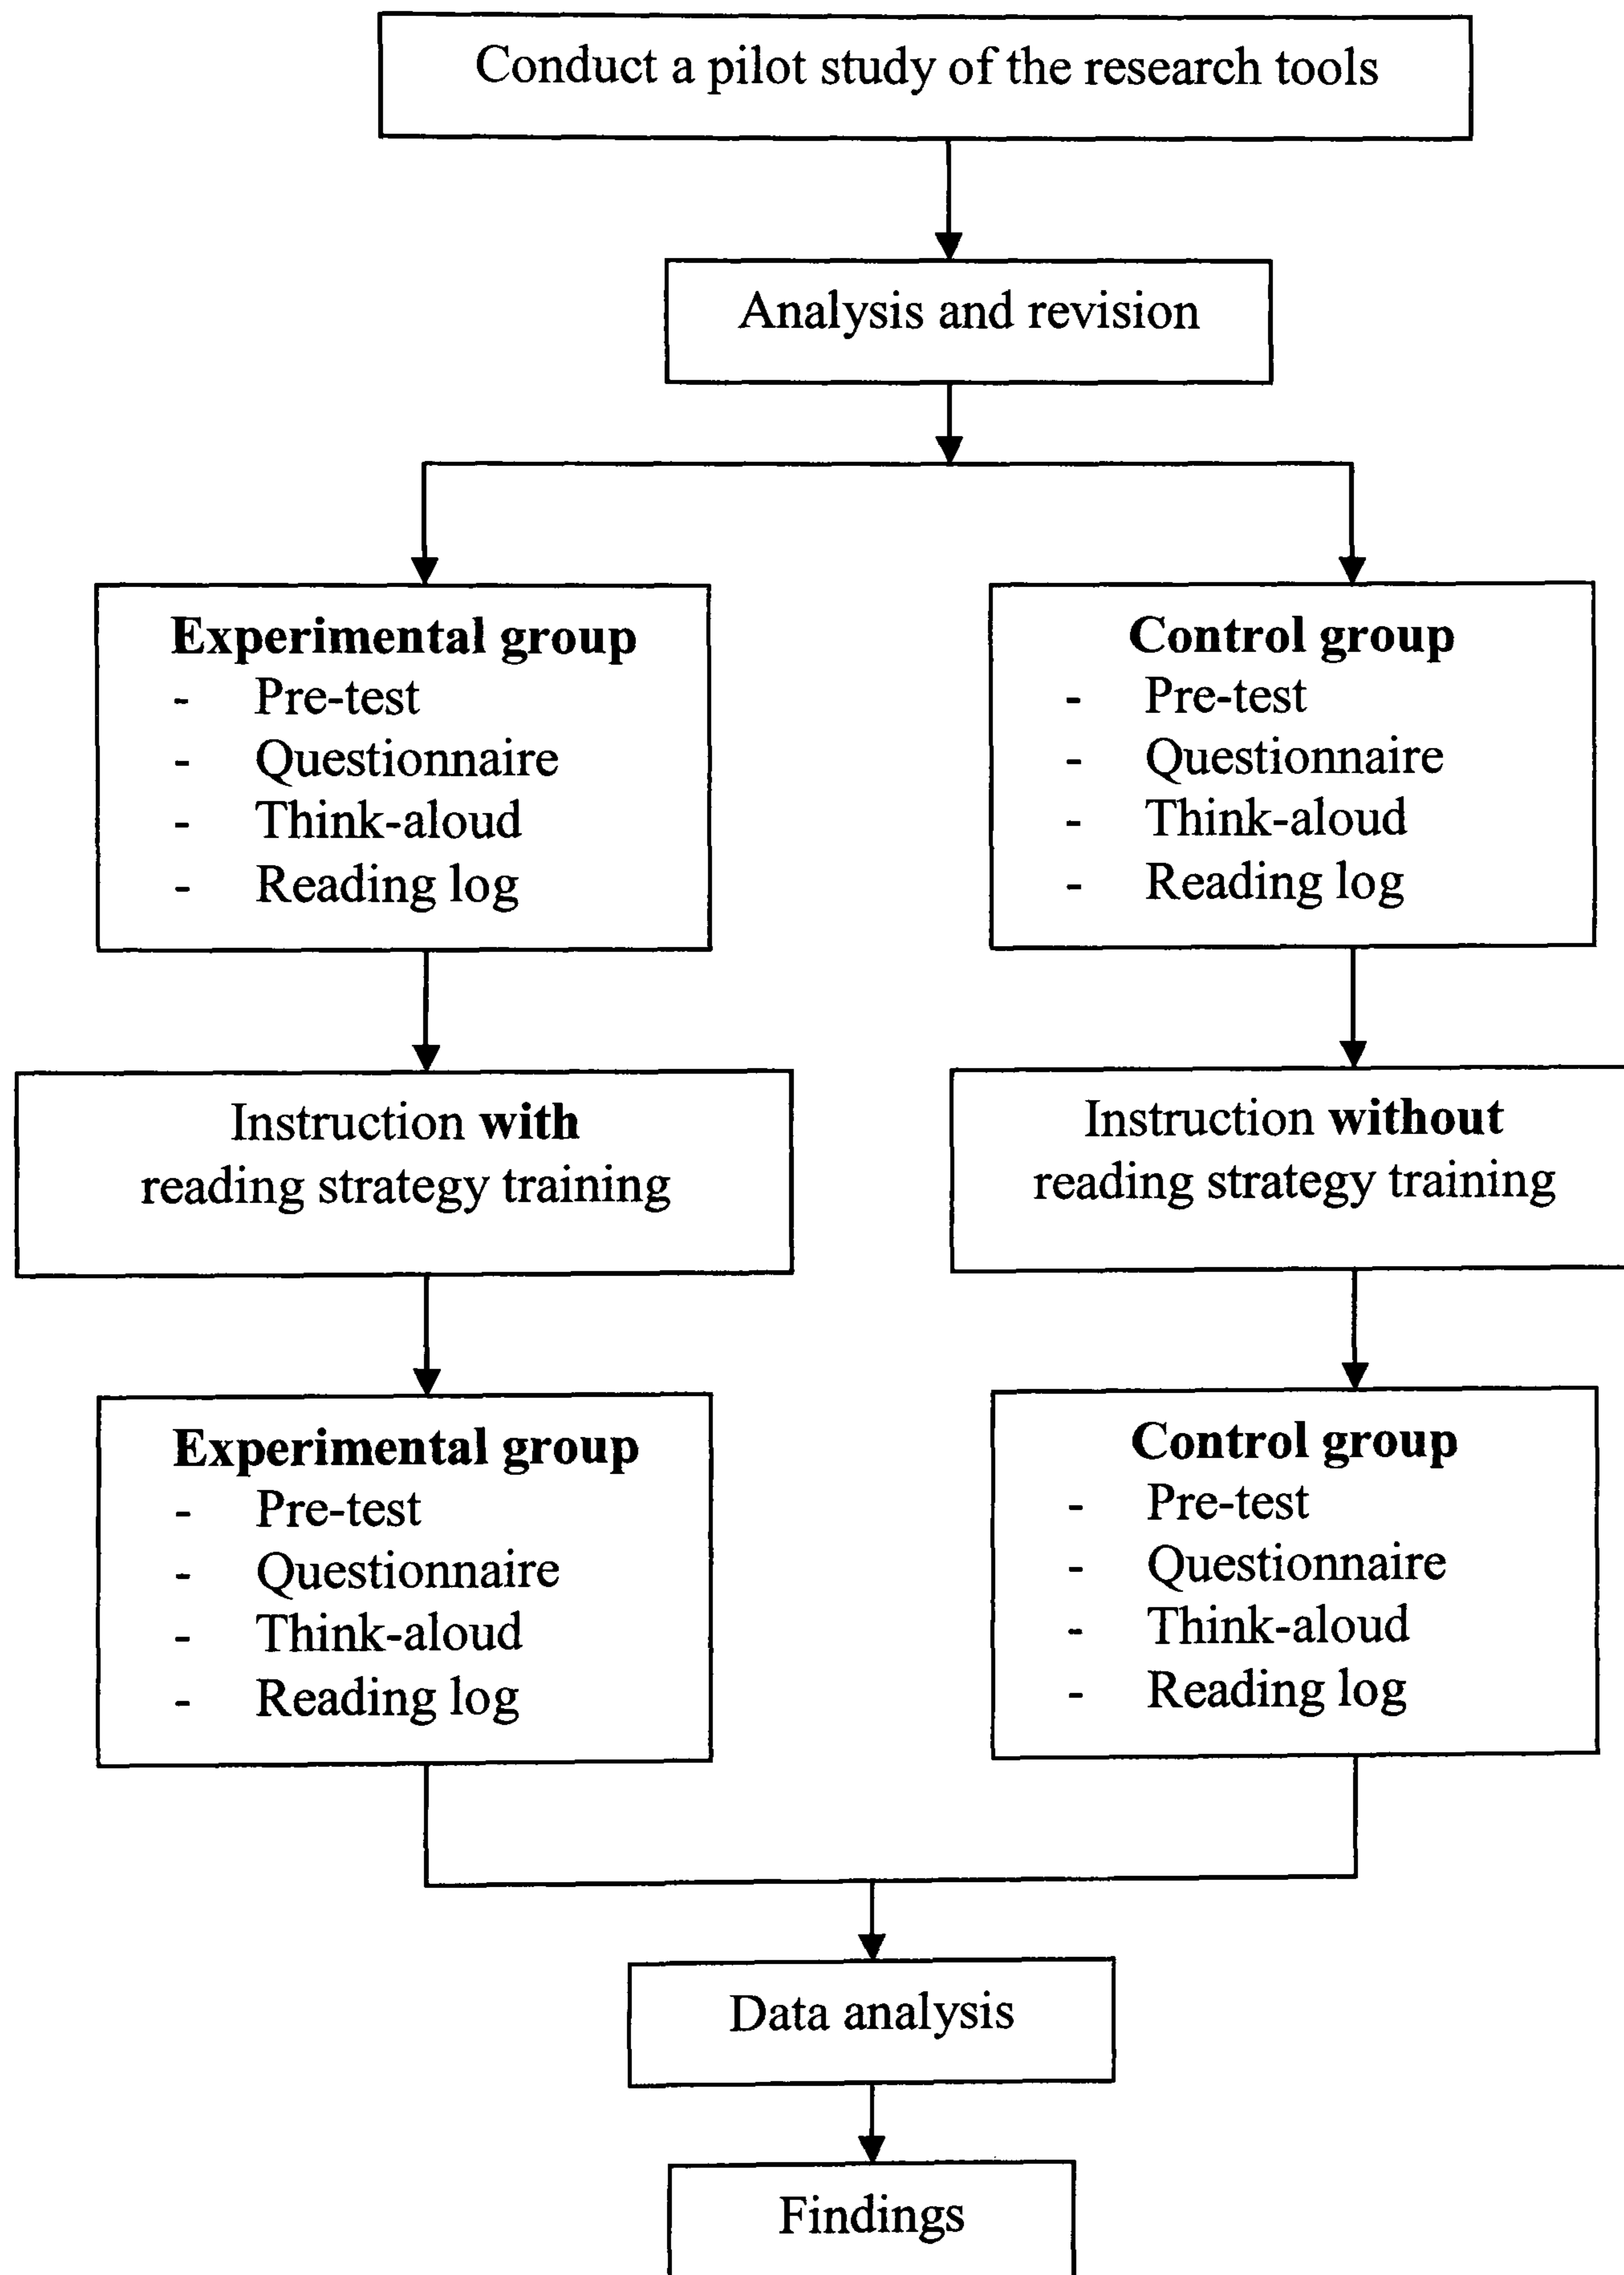 Conduct a pilot study of the research tools
Analysis and revision
Experimental group
- Pre-test
- Questionnaire
- Think-aloud
- Reading log
Control group
- Pre-test
- Questionnaire
- Think-aloud
- Reading log
Instruction with
reading strategy training
Instruction without
reading strategy training
Experimental group
- Pre-test
- Questionnaire
- Think-aloud
- Reading log
Control group
- Pre-test
- Questionnaire
- Think-aloud
- Reading log
Data analysis
Findings